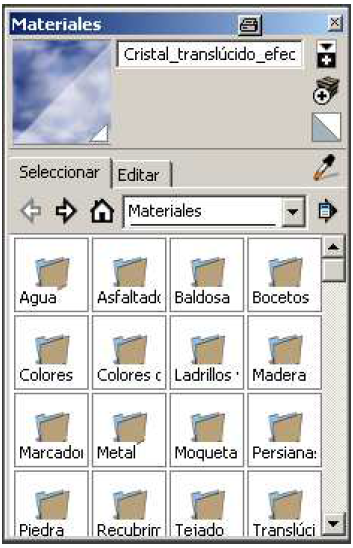 Materiales
Cristal_translúcido_efec
Seleccionar Editar
Materiales
Agua Asfaltado Baldosa Bocetos
Colores Colores c Ladrillos Madera
Marcador Metal Moqueta Persianas
Piedra Recubrim Tejado Translúci